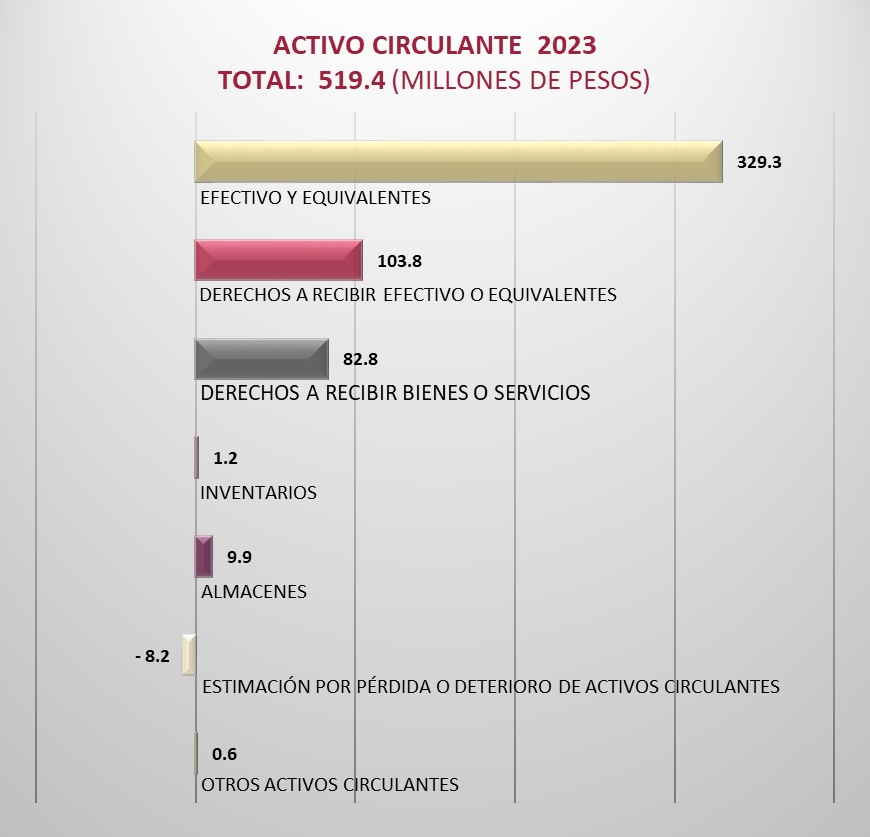 ACTIVO CIRCULANTE 2023
TOTAL: 519.4 (MILLONES DE PESOS)
329.3
EFECTIVO Y EQUIVALENTES
103.8
DERECHOS A RECIBIR EFECTIVO O EQUIVALENTES
82.8
DERECHOS A RECIBIR BIENES O SERVICIOS
1.2
INVENTARIOS
9.9
ALMACENES
- 8.2
ESTIMACIÓN POR PÉRDIDA O DETERIORO DE ACTIVOS CIRCULANTES
0.6
OTROS ACTIVOS CIRCULANTES